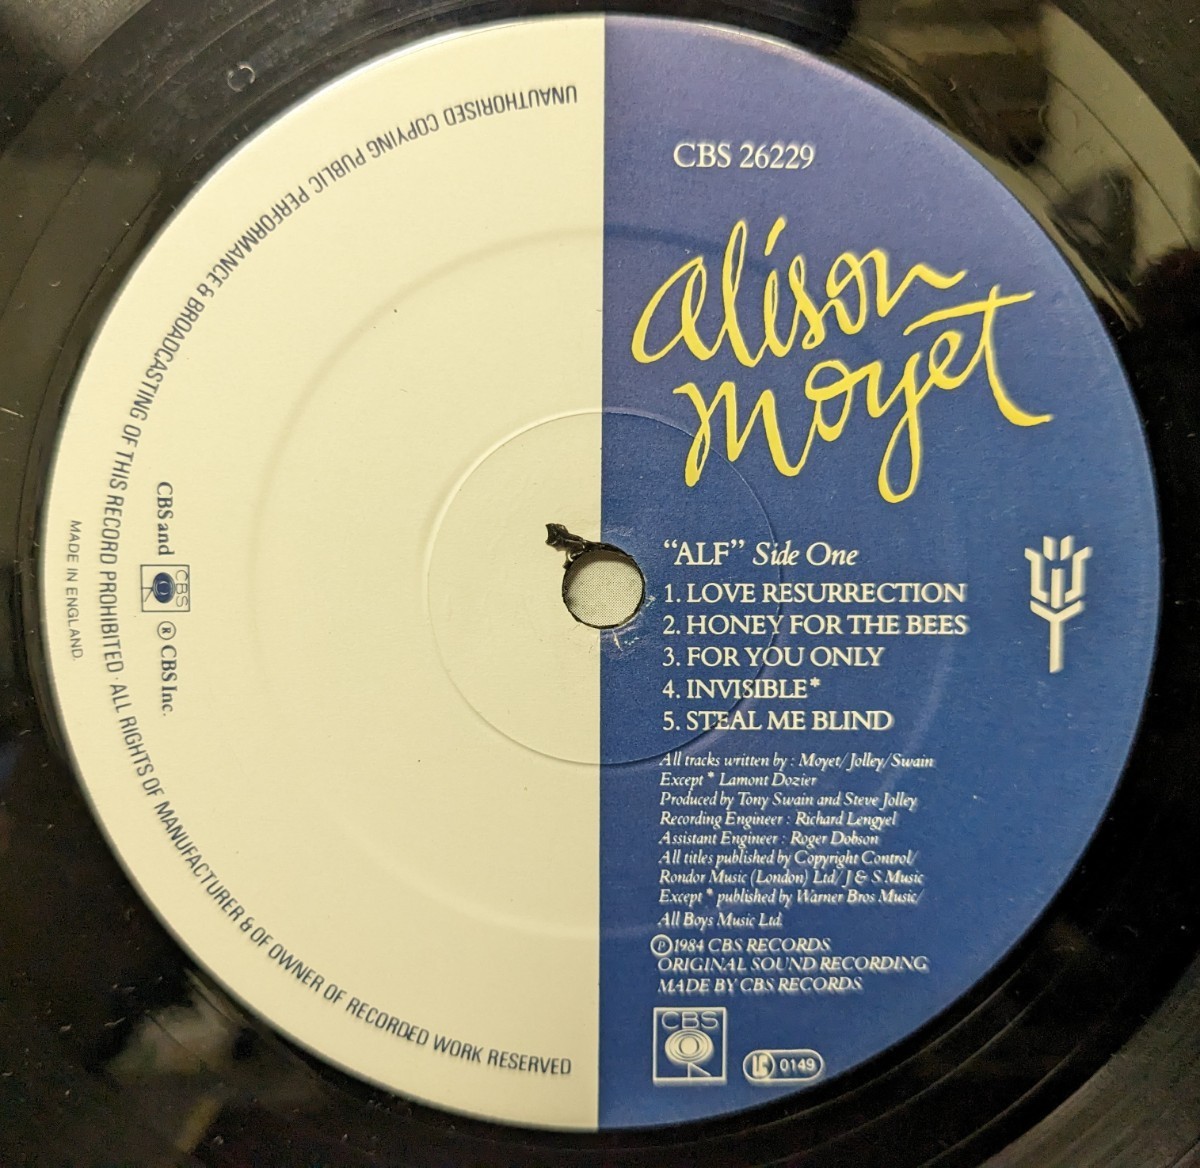 CBS 26229
alison
moyet
“ALF” Side One
1. LOVE RESURRECTION
2. HONEY FOR THE BEES
3. FOR YOU ONLY
4. INVISIBLE*
5. STEAL ME BLIND
All tracks written by : Moyet/Jolley/Swain
Except * Lamont Dozier
Produced by Tony Swain and Steve Jolley
Recording Engineer : Richard Lengyel
Assistant Engineer : Roger Dobson
All titles published by Copyright Control/
Rondor Music (London) Ltd/ J & S Music
Except * published by Warner Bros Music/
All Boys Music Ltd.
Ⓟ1984 CBS RECORDS
ORIGINAL SOUND RECORDING
MADE BY CBS RECORDS
CBS
LC 0149
UNAUTHORISED COPYING PUBLIC PERFORMANCE & BROADCASTING OF THIS RECORD PROHIBITED · ALL RIGHTS OF MANUFACTURER & OF OWNER OF RECORDED WORK RESERVED
CBS and CBS ® CBS Inc.
MADE IN ENGLAND.